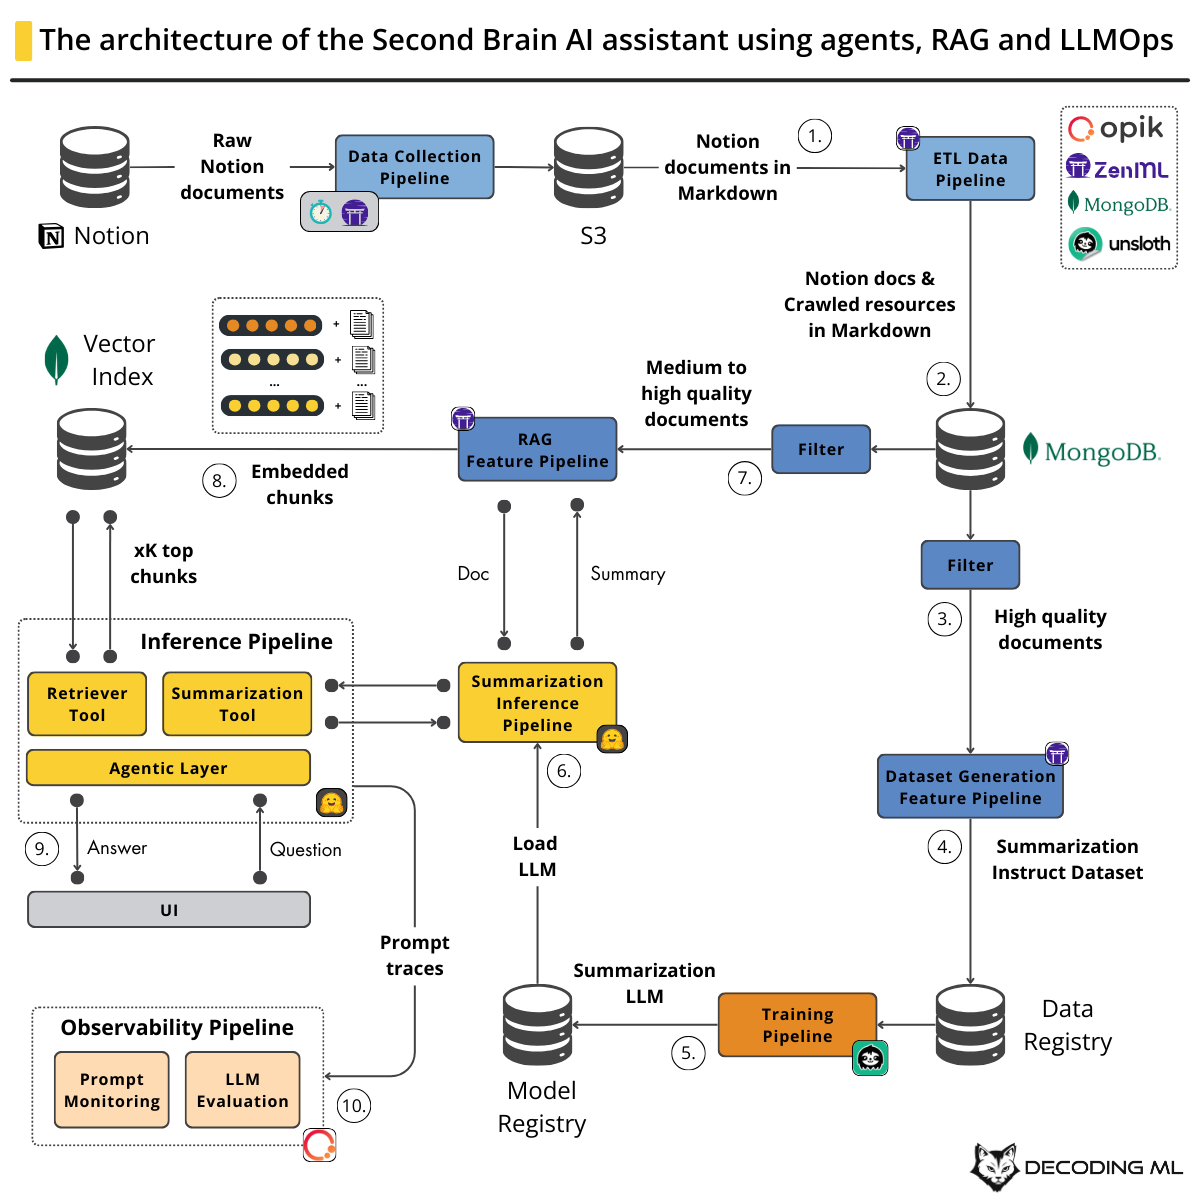 The architecture of the Second Brain AI assistant using agents, RAG and LLMOps
Raw
Notion
documents
Data Collection
Pipeline
Notion
documents in
Markdown
1.
ETL Data
Pipeline
opik
ZenML
MongoDB.
unsloth
N Notion
S3
Notion docs &
Crawled resources
in Markdown
Vector
Index
+
+
... ...
+
Medium to
high quality
documents
2.
RAG
Feature Pipeline
Filter
MongoDB.
8.
Embedded
chunks
7.
xK top
chunks
Doc
Summary
Filter
3.
High quality
documents
Inference Pipeline
Retriever
Tool
Summarization
Tool
Summarization
Inference
Pipeline
Agentic Layer
6.
Dataset Generation
Feature Pipeline
9.
Answer
Question
Load
LLM
4.
Summarization
Instruct Dataset
UI
Prompt
traces
Summarization
LLM
Training
Pipeline
Data
Registry
5.
Observability Pipeline
Prompt
Monitoring
LLM
Evaluation
10.
Model
Registry
DECODING ML